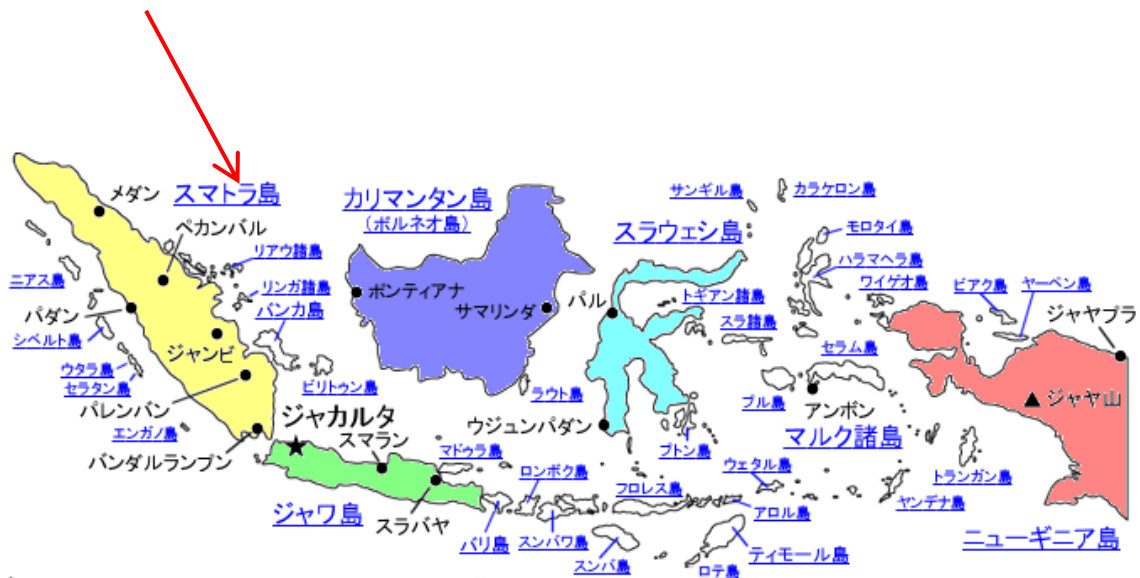 スマトラ島
メダン
ペカンバル
リアウ諸島
ニアス島
リンガ諸島
パダン
バンカ島
シベルト島
ジャンビ
ウタラ島
セラタン島
ビリトゥン島
パレンバン
エンガノ島
バンダルランプン
カリマンタン島
（ボルネオ島）
ポンティアナ
サマリンダ
ラウト島
スラウェシ島
サンギル島
カラケロン島
パル
トギアン諸島
スラ諸島
ウジュンパダン
ブトン島
モロタイ島
ハラマヘラ島
ワイゲオ島
ビアク島
ヤーペン島
ジャヤプラ
セラム島
ブル島
アンボン
マルク諸島
ジャヤ山
トランガン島
ヤンデナ島
ニューギニア島
ジャカルタ
スマラン
マドゥラ島
ジャワ島
スラバヤ
バリ島
ロンボク島
スンバワ島
フロレス島
スンバ島
ウェタル島
アロル島
ティモール島
ロテ島